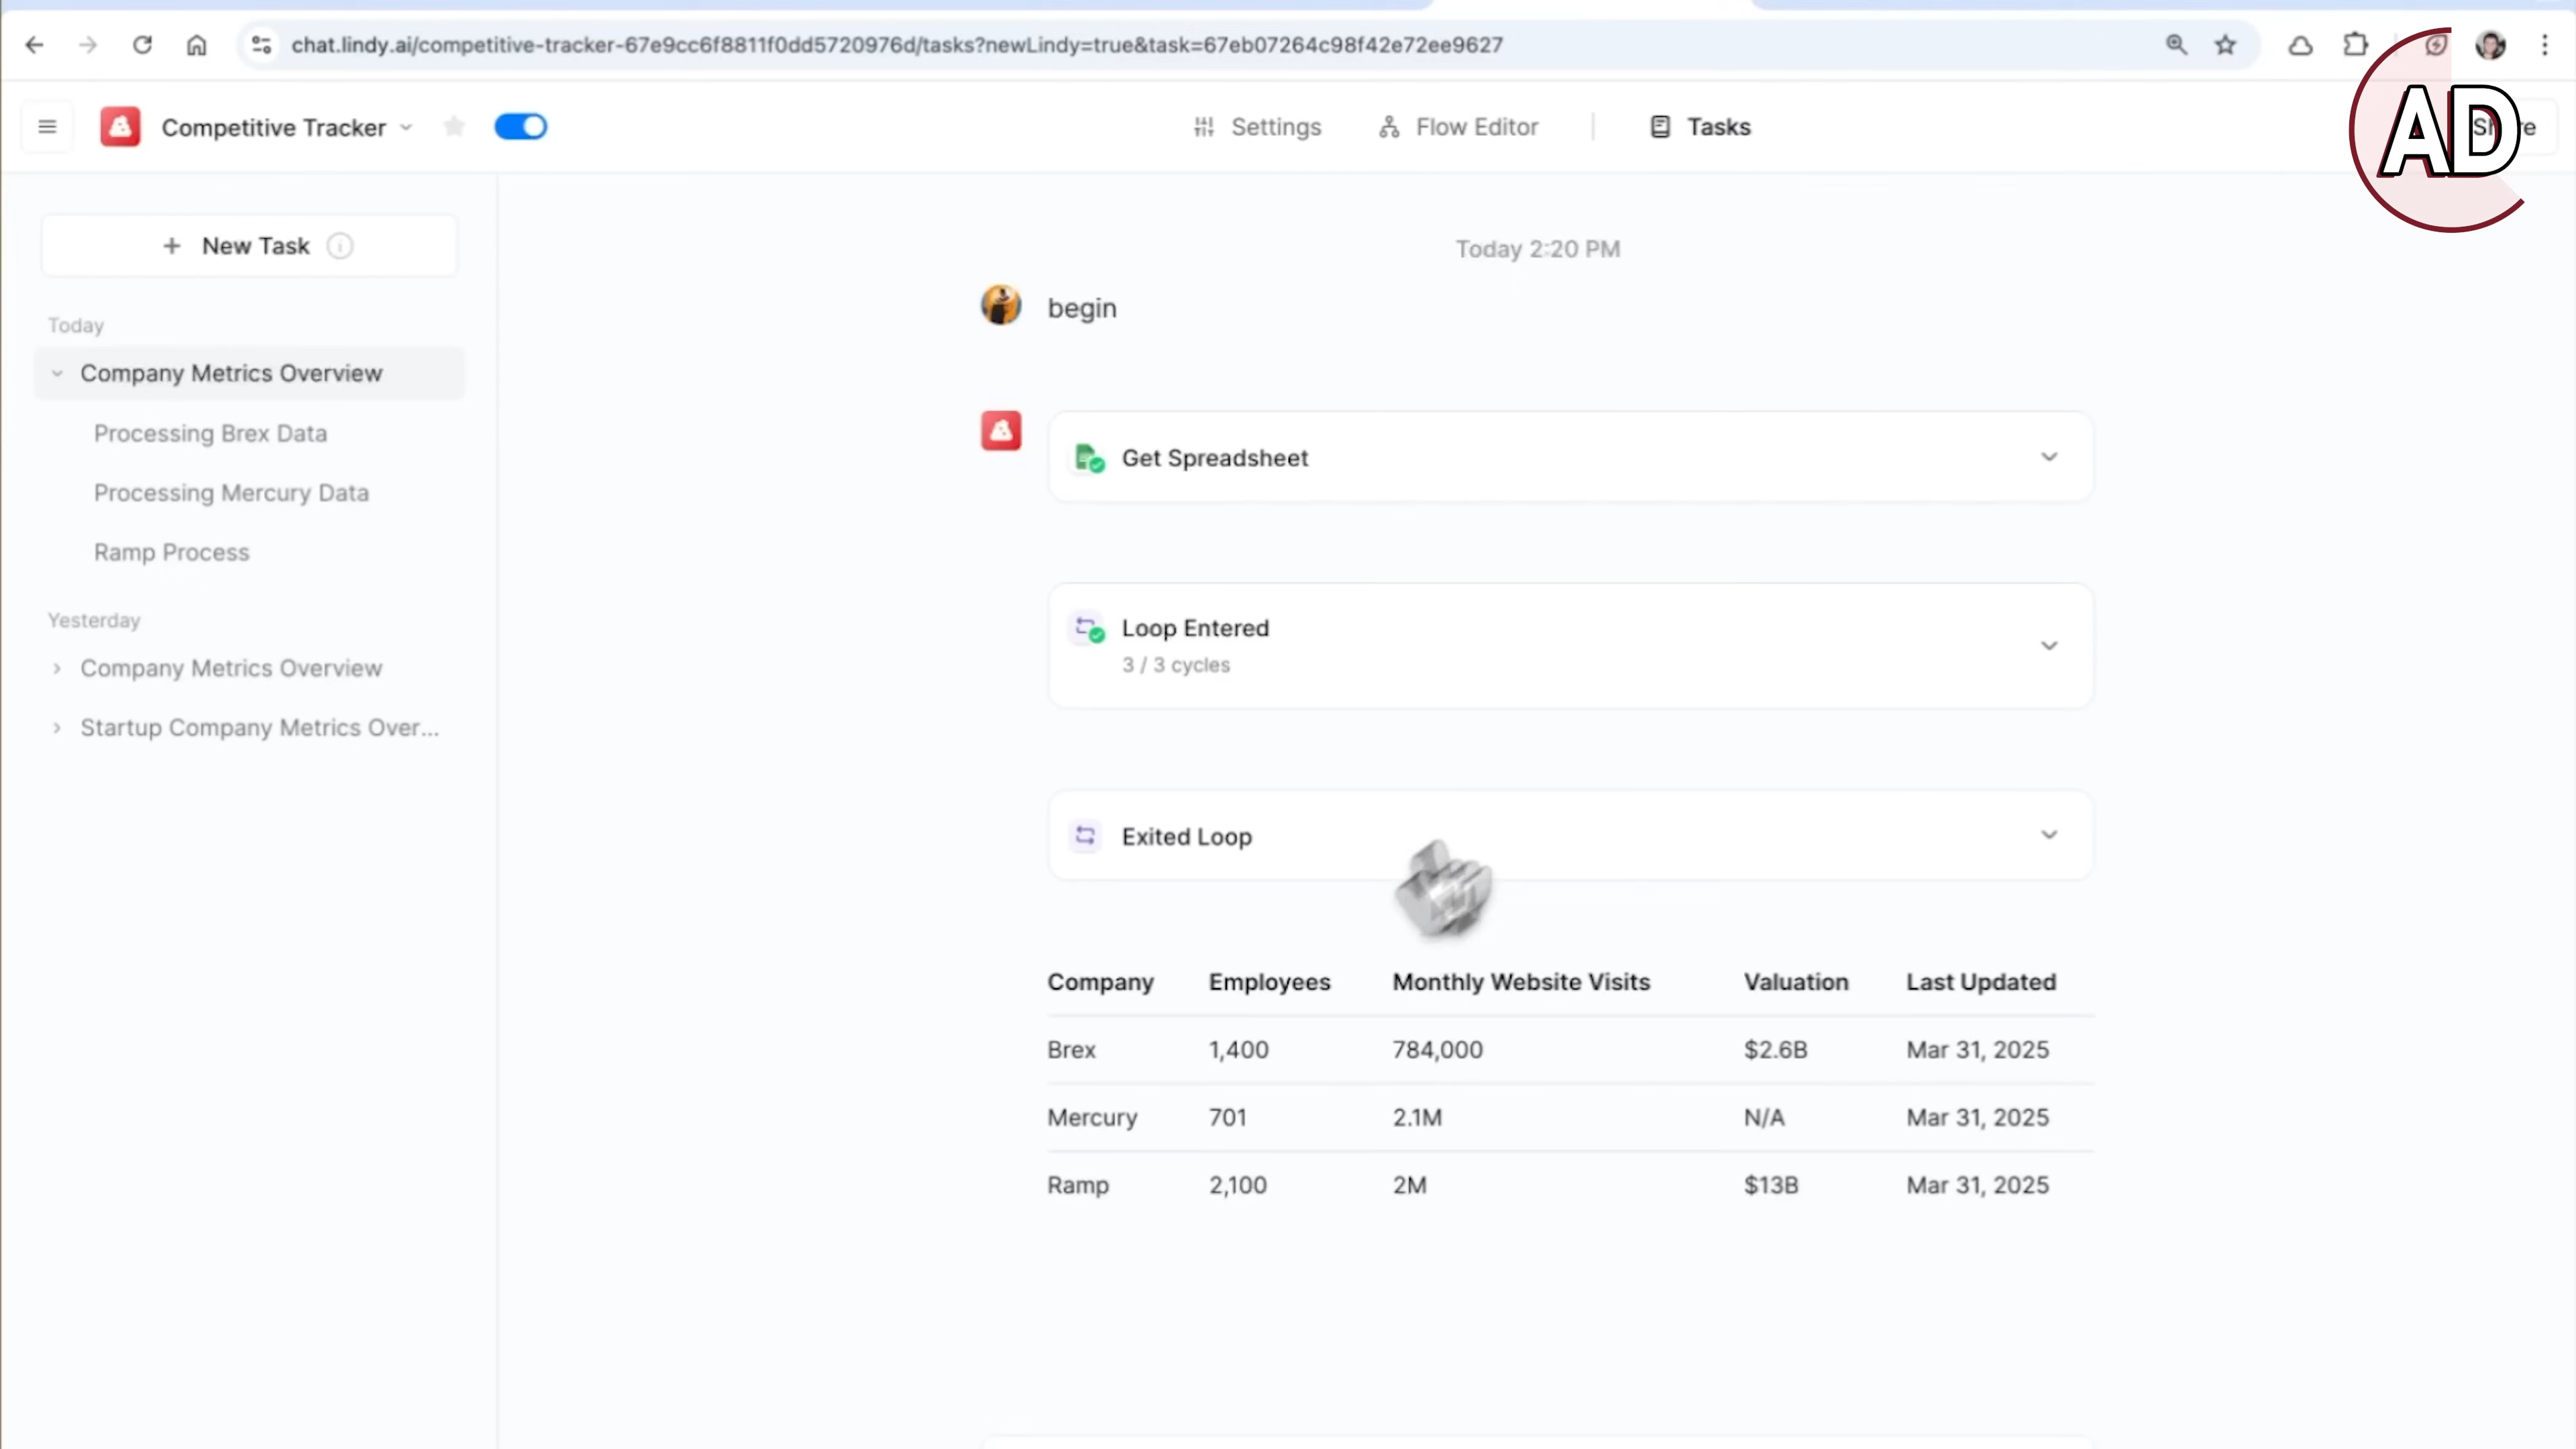 chat.lindy.ai/competitive-tracker-67e9cc6f8811f0dd5720976d/tasks?newLindy=true&task=67eb07264c98f42e72ee9627
Competitive Tracker
Settings
Flow Editor
Tasks
AD
New Task
Today
Company Metrics Overview
Processing Brex Data
Processing Mercury Data
Ramp Process
Yesterday
Company Metrics Overview
Startup Company Metrics Over...
Today 2:20 PM
begin
Get Spreadsheet
Loop Entered
3 / 3 cycles
Exited Loop
Company Employees Monthly Website Visits Valuation Last Updated
Brex 1,400 784,000 $2.6B Mar 31, 2025
Mercury 701 2.1M N/A Mar 31, 2025
Ramp 2,100 2M $13B Mar 31, 2025